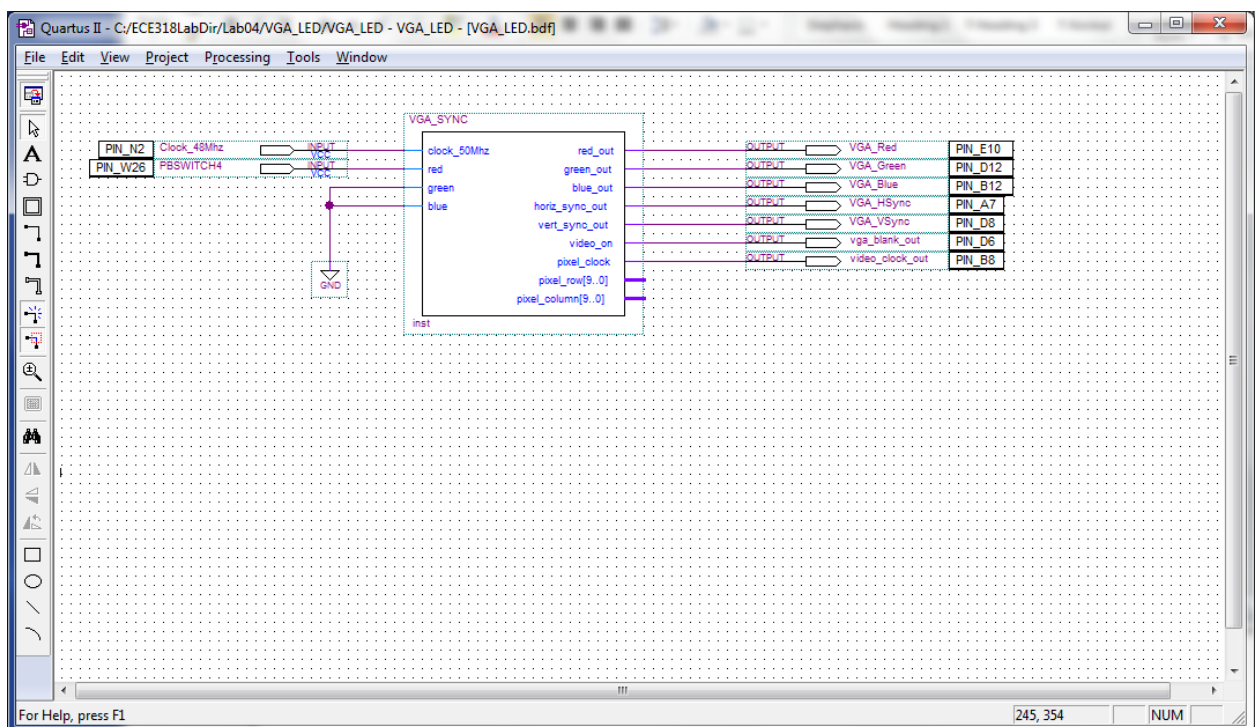 Quartus II - C:/ECE318LabDir/Lab04/VGA_LED/VGA_LED - VGA_LED - [VGA_LED.bdf]
File Edit View Project Processing Tools Window
VGA_SYNC
PIN_N2 Clock_48Mhz INPUT VCC clock_50Mhz red_out OUTPUT VGA_Red PIN_E10
PIN_W26 PBSWITCH4 INPUT VCC red green_out OUTPUT VGA_Green PIN_D12
green blue_out OUTPUT VGA_Blue PIN_B12
blue horiz_sync_out OUTPUT VGA_HSync PIN_A7
vert_sync_out OUTPUT VGA_VSync PIN_D8
video_on OUTPUT vga_blank_out PIN_D6
pixel_clock OUTPUT video_clock_out PIN_B8
pixel_row[9..0]
GND
pixel_column[9..0]
inst
For Help, press F1 245, 354 NUM